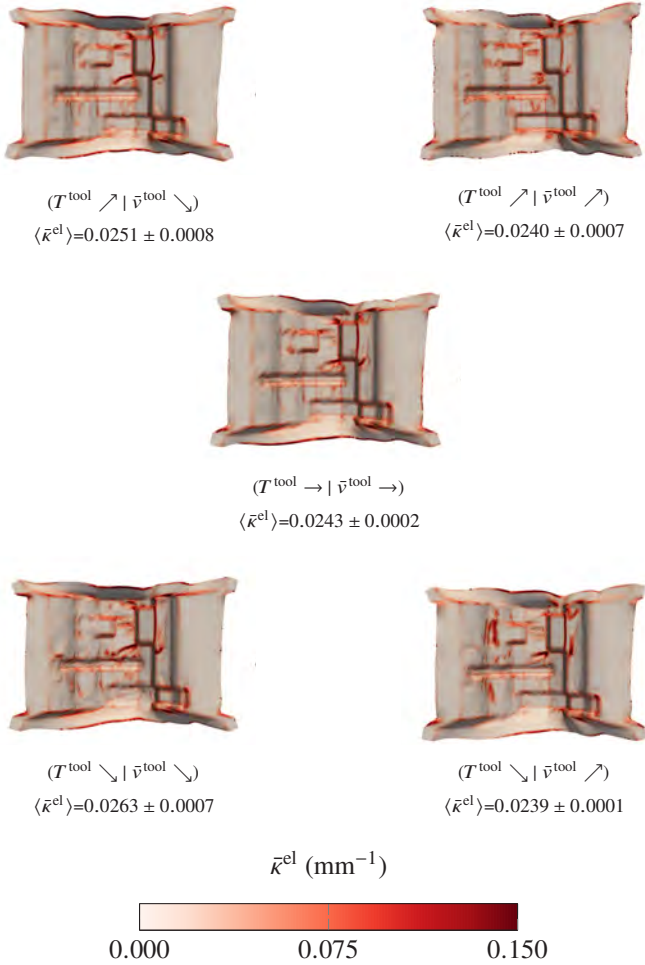 (T^tool ↗ | v̄^tool ↘)
⟨κ̄^el⟩=0.0251 ± 0.0008
(T^tool ↗ | v̄^tool ↗)
⟨κ̄^el⟩=0.0240 ± 0.0007
(T^tool → | v̄^tool →)
⟨κ̄^el⟩=0.0243 ± 0.0002
(T^tool ↘ | v̄^tool ↘)
⟨κ̄^el⟩=0.0263 ± 0.0007
(T^tool ↘ | v̄^tool ↗)
⟨κ̄^el⟩=0.0239 ± 0.0001
κ̄^el (mm⁻¹)
0.000 0.075 0.150